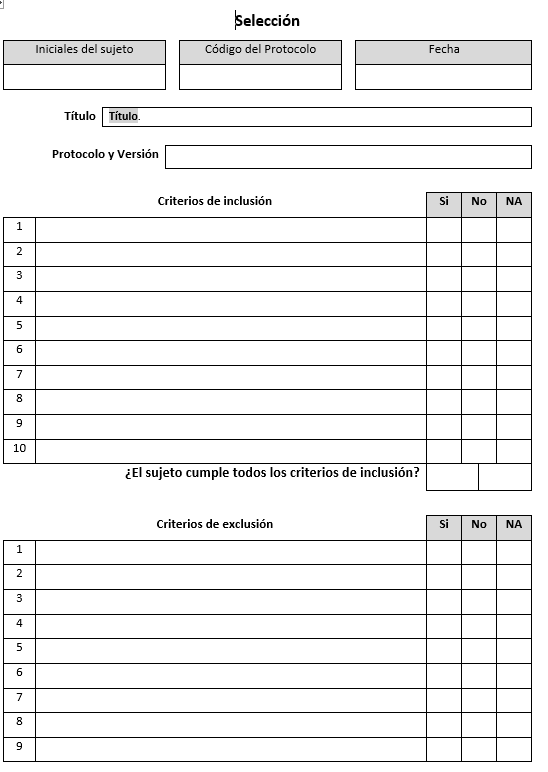 Selección
Iniciales del sujeto Código del Protocolo Fecha
Título Título.
Protocolo y Versión
Criterios de inclusión Si No NA
1
2
3
4
5
6
7
8
9
10
¿El sujeto cumple todos los criterios de inclusión?
Criterios de exclusión Si No NA
1
2
3
4
5
6
7
8
9